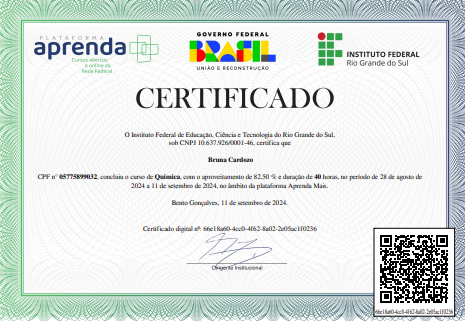 PLATAFORMA
aprenda
Cursos abertos
e online da
Rede Federal
GOVERNO FEDERAL
BRASIL
UNIÃO E RECONSTRUÇÃO
INSTITUTO FEDERAL
Rio Grande do Sul
CERTIFICADO
O Instituto Federal de Educação, Ciência e Tecnologia do Rio Grande do Sul,
sob CNPJ 10.637.926/0001-46, certifica que
Bruna Cardozo
CPF nº 05775899032, concluiu o curso de Química, com o aproveitamento de 82,50 % e duração de 40 horas, no período de 28 de agosto de
2024 a 11 de setembro de 2024, no âmbito da plataforma Aprenda Mais.
Bento Gonçalves, 11 de setembro de 2024.
Certificado digital nº: 66e18a60-4cc0-4f62-8a02-2e05ac1f0236
Dirigente Institucional
66e18a60-4cc0-4f62-8a02-2e05ac1f0236